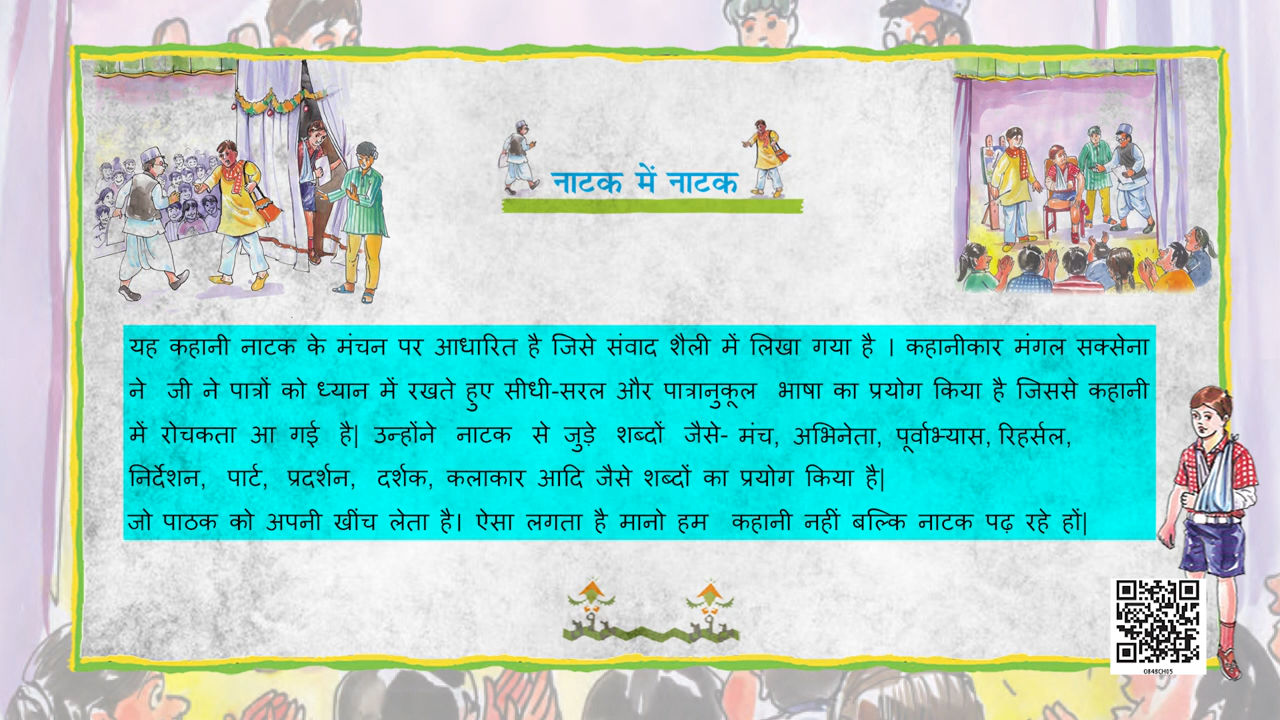 नाटक में नाटक
यह कहानी नाटक के मंचन पर आधारित है जिसे संवाद शैली में लिखा गया है । कहानीकार मंगल सक्सेना
ने जी ने पात्रों को ध्यान में रखते हुए सीधी-सरल और पात्रानुकूल भाषा का प्रयोग किया है जिससे कहानी
में रोचकता आ गई है| उन्होंने नाटक से जुड़े शब्दों जैसे- मंच, अभिनेता, पूर्वाभ्यास, रिहर्सल,
निर्देशन, पार्ट, प्रदर्शन, दर्शक, कलाकार आदि जैसे शब्दों का प्रयोग किया है|
जो पाठक को अपनी खींच लेता है। ऐसा लगता है मानो हम कहानी नहीं बल्कि नाटक पढ़ रहे हों|
0848CH05